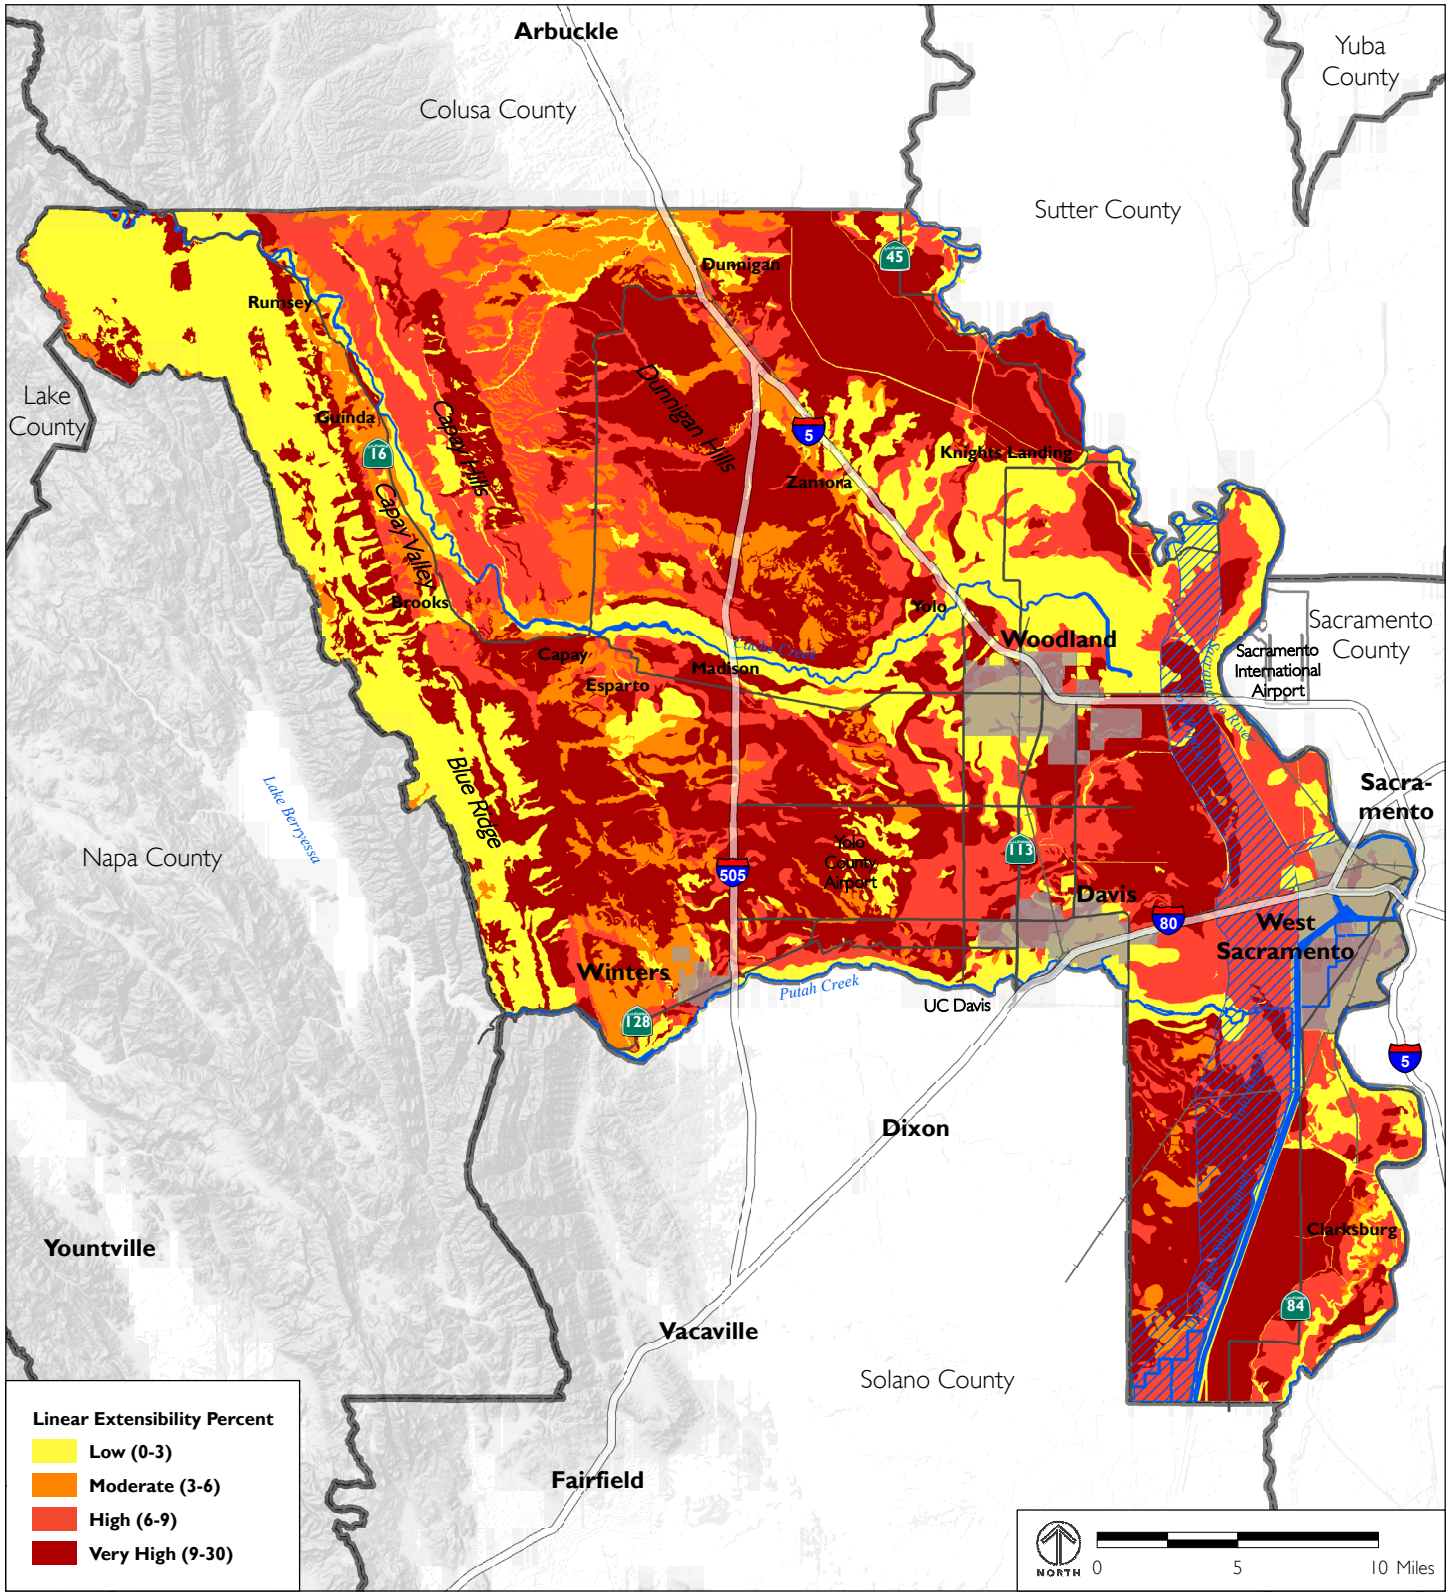 Arbuckle
Yuba
County
Colusa County
Sutter County
45
Dunnigan
Rumsey
Lake
County
Guinda
16
Capay Hills
Dunnigan Hills
5
Knights Landing
Zamora
Capay Valley
Brooks
Yolo
Woodland
Cache Creek
Capay
Madison
Esparto
Sacramento
County
Sacramento
International
Airport
Sacramento River
Blue Ridge
Lake Berryessa
Sacra-
mento
Napa County
Yolo
County
Airport
113
505
Davis
80
West
Sacramento
Winters
Putah Creek
UC Davis
128
5
Dixon
Clarksburg
Yountville
84
Vacaville
Solano County
Fairfield
Linear Extensibility Percent
Low (0-3)
Moderate (3-6)
High (6-9)
Very High (9-30)
NORTH
0 5 10 Miles